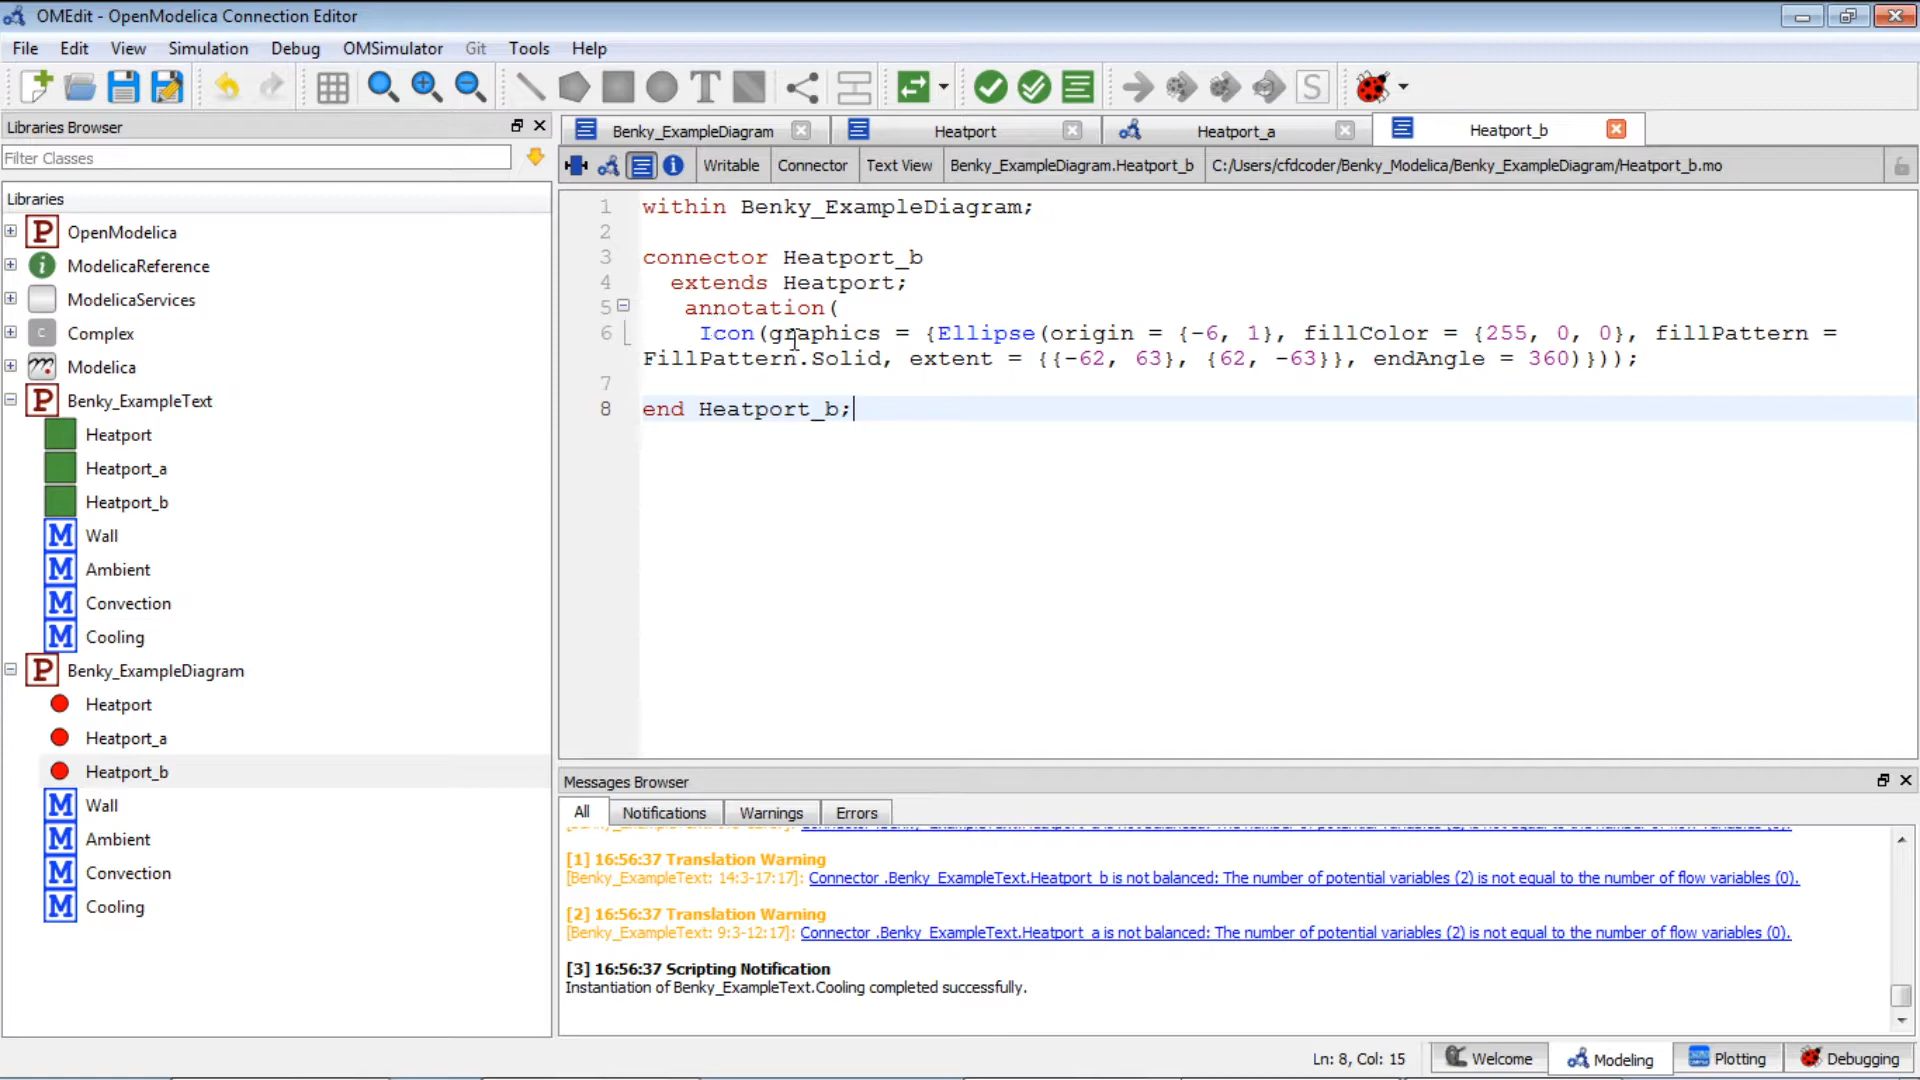 OMEdit - OpenModelica Connection Editor
File Edit View Simulation Debug OMSimulator Git Tools Help
Libraries Browser
Filter Classes
Libraries
P OpenModelica
i ModelicaReference
ModelicaServices
C Complex
Modelica
P Benky_ExampleText
Heatport
Heatport_a
Heatport_b
M Wall
M Ambient
M Convection
M Cooling
P Benky_ExampleDiagram
Heatport
Heatport_a
Heatport_b
M Wall
M Ambient
M Convection
M Cooling
Benky_ExampleDiagram Heatport Heatport_a Heatport_b
Writable Connector Text View Benky_ExampleDiagram.Heatport_b C:/Users/cfdcoder/Benky_Modelica/Benky_ExampleDiagram/Heatport_b.mo
1 within Benky_ExampleDiagram;
2
3 connector Heatport_b
4 extends Heatport;
5 annotation(
6 Icon(graphics = {Ellipse(origin = {-6, 1}, fillColor = {255, 0, 0}, fillPattern =
FillPattern.Solid, extent = {{-62, 63}, {62, -63}}, endAngle = 360)}));
7
8 end Heatport_b;
Messages Browser
All Notifications Warnings Errors
[1] 16:56:37 Translation Warning
[Benky_ExampleText: 14:3-17:17]: Connector .Benky_ExampleText.Heatport_b is not balanced: The number of potential variables (2) is not equal to the number of flow variables (0).
[2] 16:56:37 Translation Warning
[Benky_ExampleText: 9:3-12:17]: Connector .Benky_ExampleText.Heatport_a is not balanced: The number of potential variables (2) is not equal to the number of flow variables (0).
[3] 16:56:37 Scripting Notification
Instantiation of Benky_ExampleText.Cooling completed successfully.
Ln: 8, Col: 15 Welcome Modeling Plotting Debugging